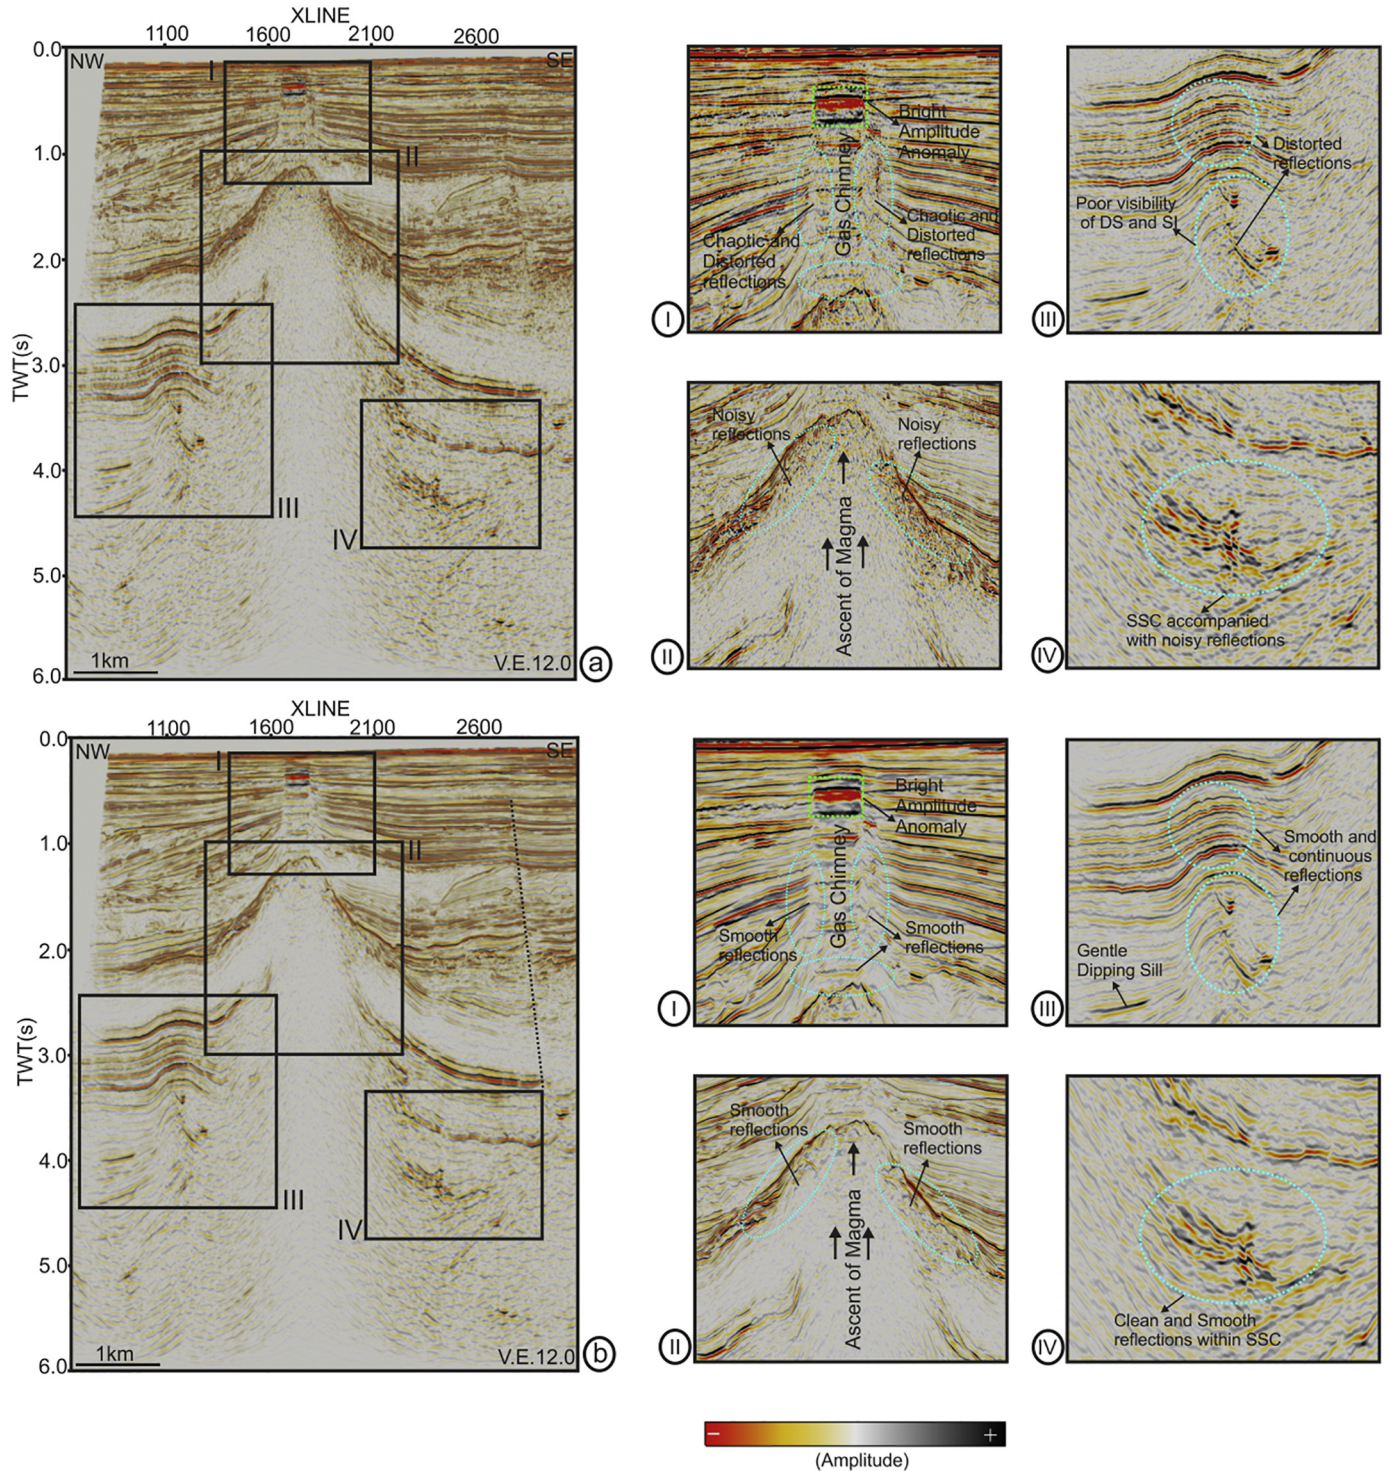 XLINE
1100 1600 2100 2600
0.0
NW
SE
I
II
1.0
2.0
TWT(s)
3.0
4.0
III
IV
5.0
6.0
1km
V.E.12.0
a
Bright
Amplitude
Anomaly
Gas Chimney
Chaotic and
Distorted
reflections
Chaotic and
Distorted
reflections
I
Distorted
reflections
Poor visibility
of DS and SI
III
Noisy
reflections
Noisy
reflections
Ascent of Magma
II
SSC accompanied
with noisy reflections
IV
XLINE
1100 1600 2100 2600
0.0
NW
SE
I
II
1.0
2.0
TWT(s)
3.0
4.0
III
IV
5.0
6.0
1km
V.E.12.0
b
Bright
Amplitude
Anomaly
Gas Chimney
Smooth
reflections
Smooth
reflections
I
Smooth and
continuous
reflections
Gentle
Dipping Sill
III
Smooth
reflections
Smooth
reflections
Ascent of Magma
II
Clean and Smooth
reflections within SSC
IV
− +
(Amplitude)